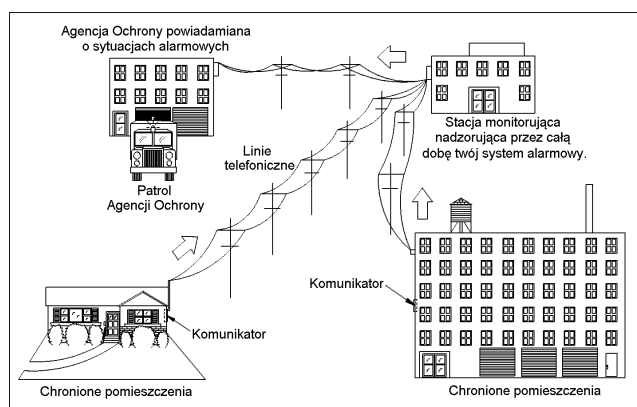 Agencja Ochrony powiadamiana
o sytuacjach alarmowych
Stacja monitorująca
nadzorująca przez całą
dobę twój system alarmowy.
Linie
telefoniczne
Patrol
Agencji Ochrony
Komunikator
Komunikator
Chronione pomieszczenia
Chronione pomieszczenia